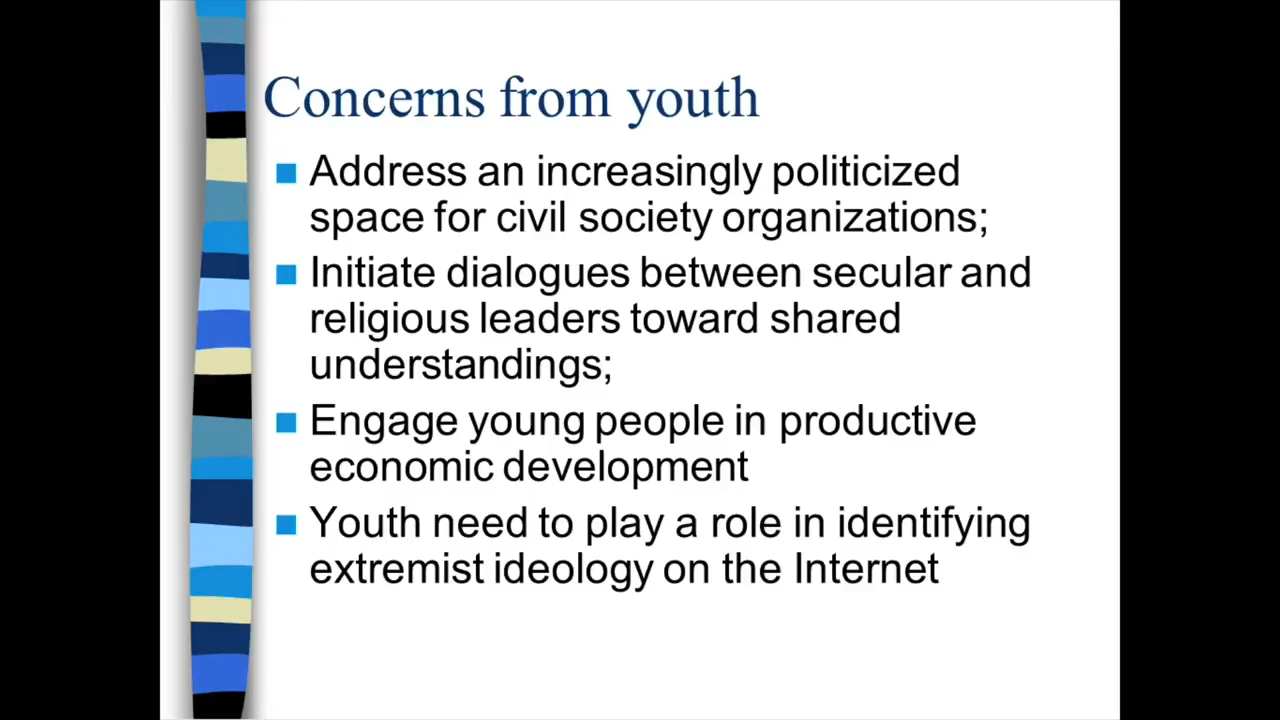 Concerns from youth
Address an increasingly politicized
space for civil society organizations;
Initiate dialogues between secular and
religious leaders toward shared
understandings;
Engage young people in productive
economic development
Youth need to play a role in identifying
extremist ideology on the Internet